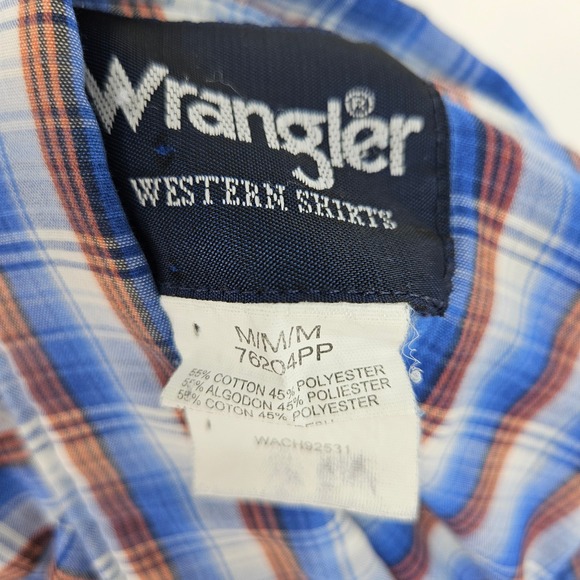 Wrangler®
WESTERN SHIRTS
M/M/M
76204PP
55% COTTON 45% POLYESTER
55% ALGODON 45% POLIESTER
55% COTON 45% POLYESTER
WACH92531